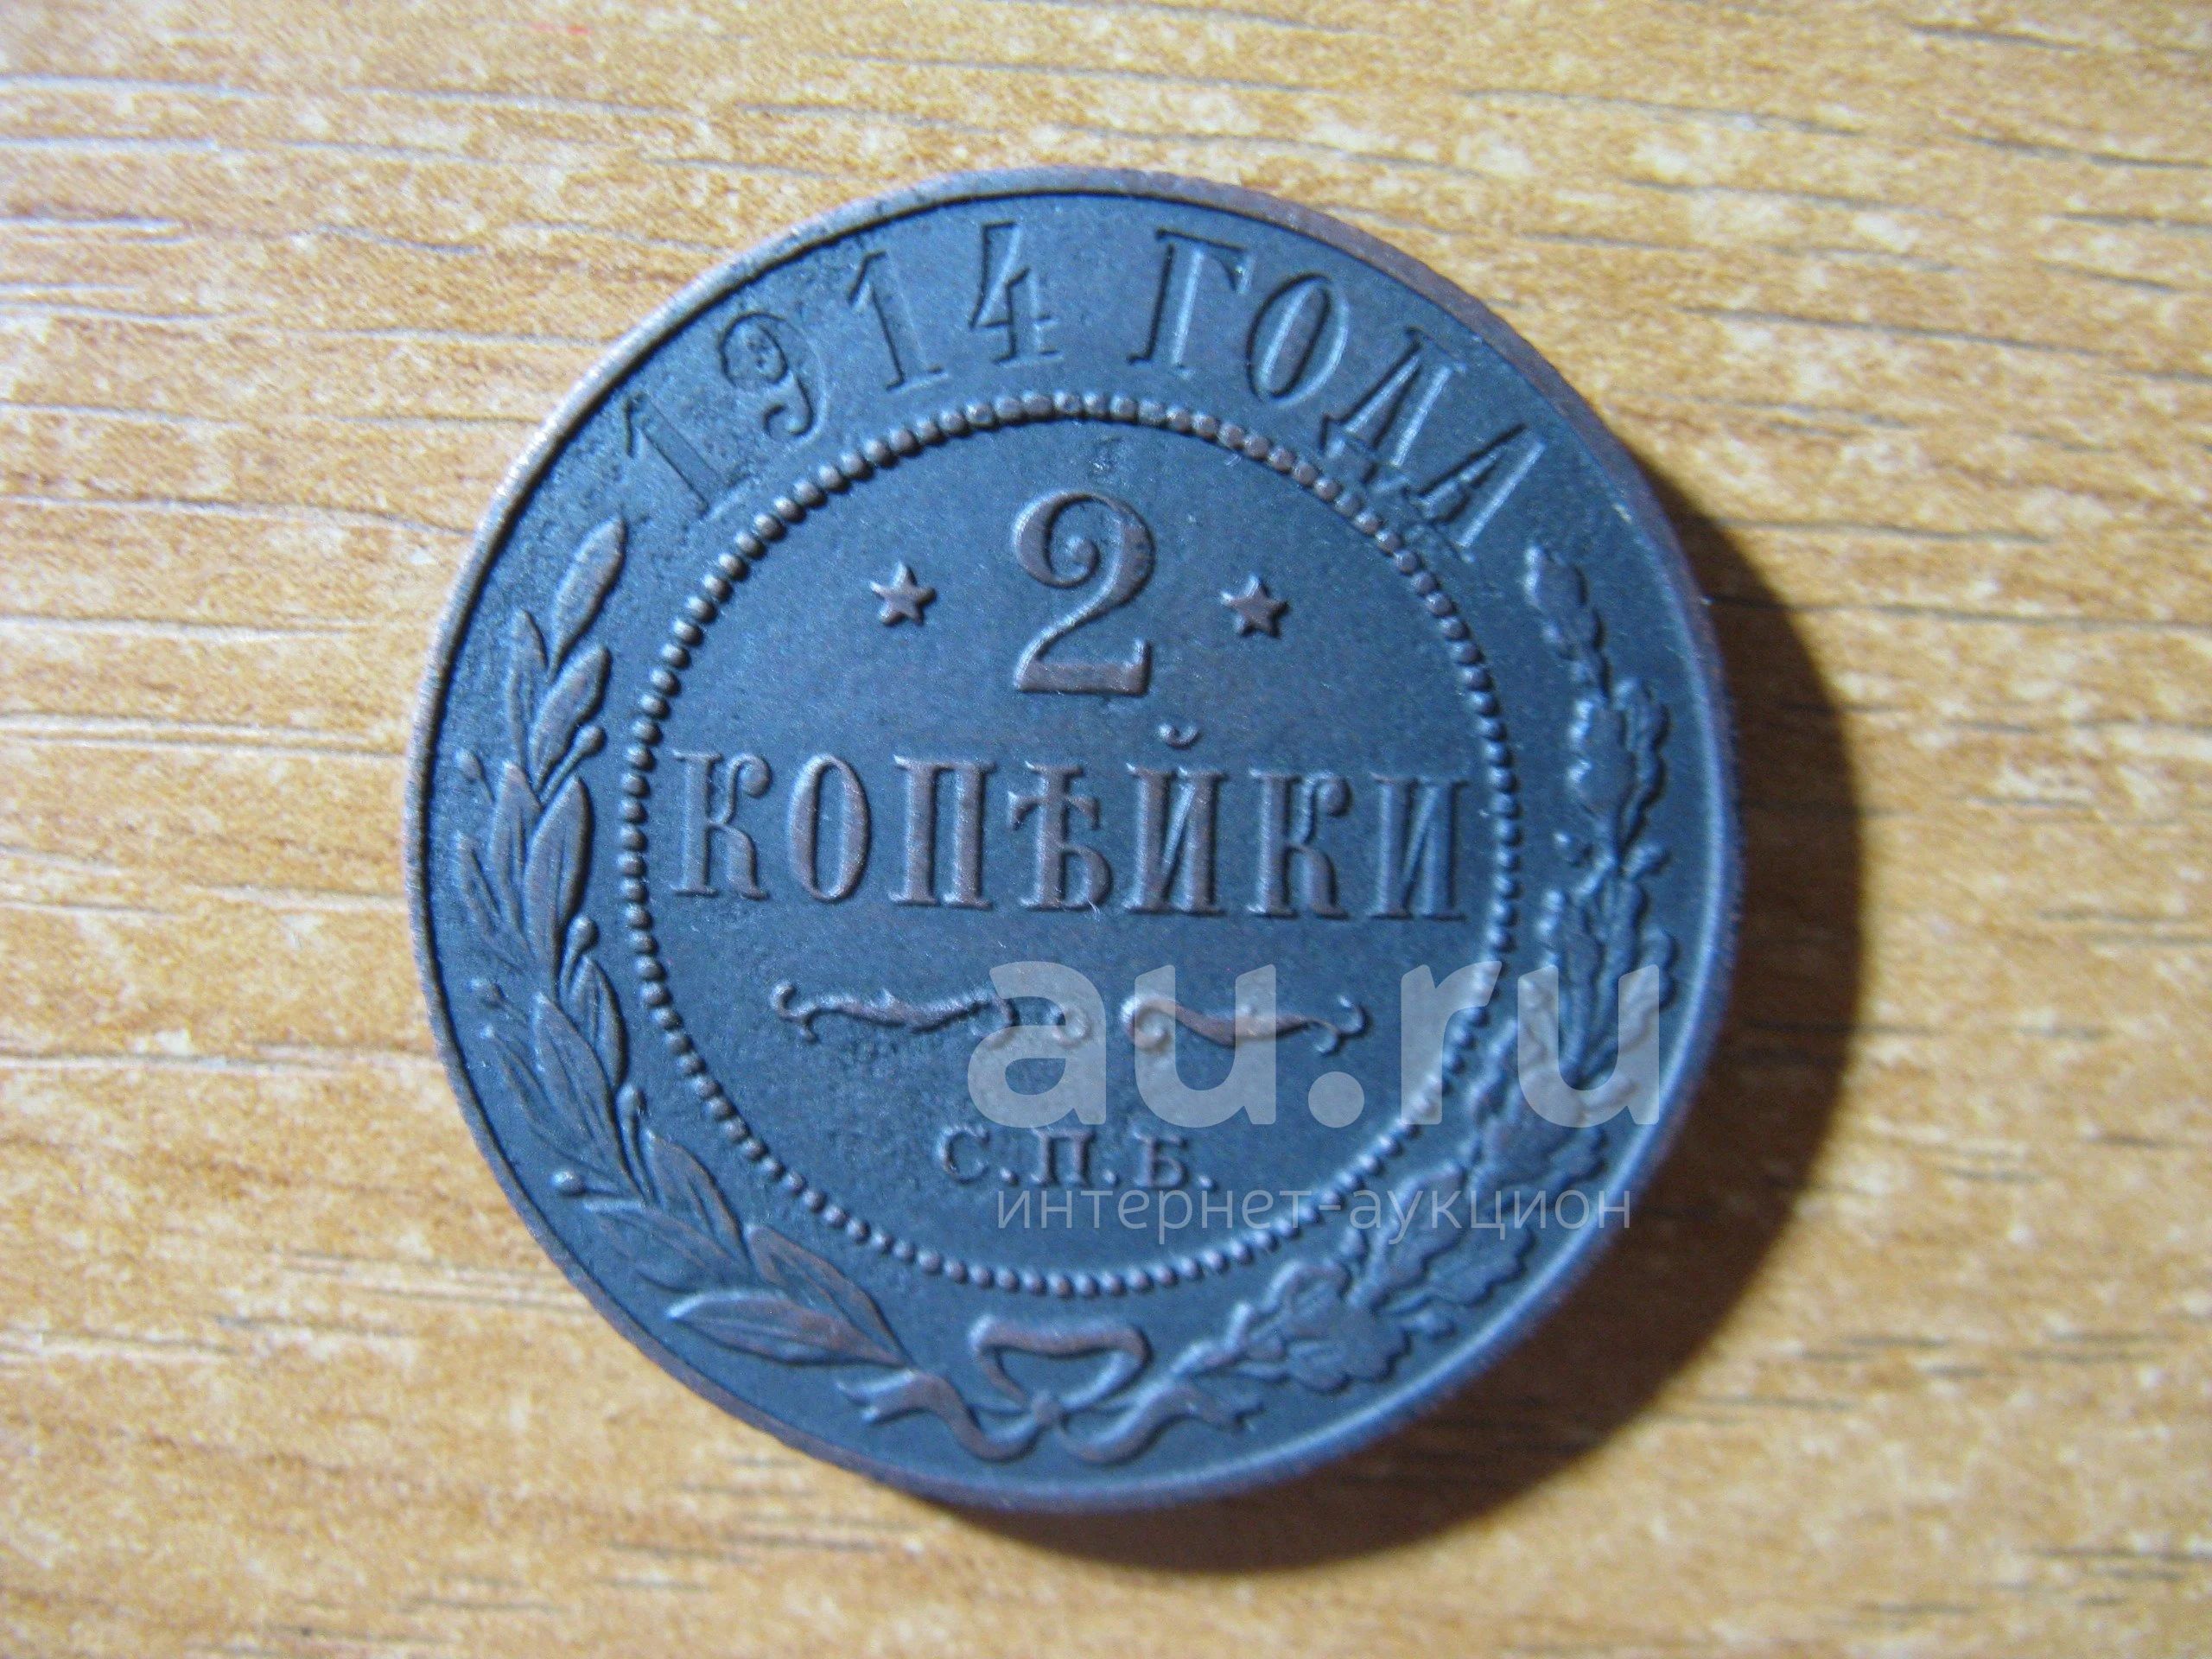 1914 ГОДА
2
КОПѢЙКИ
С.П.Б.
au.ru
интернет-аукцион